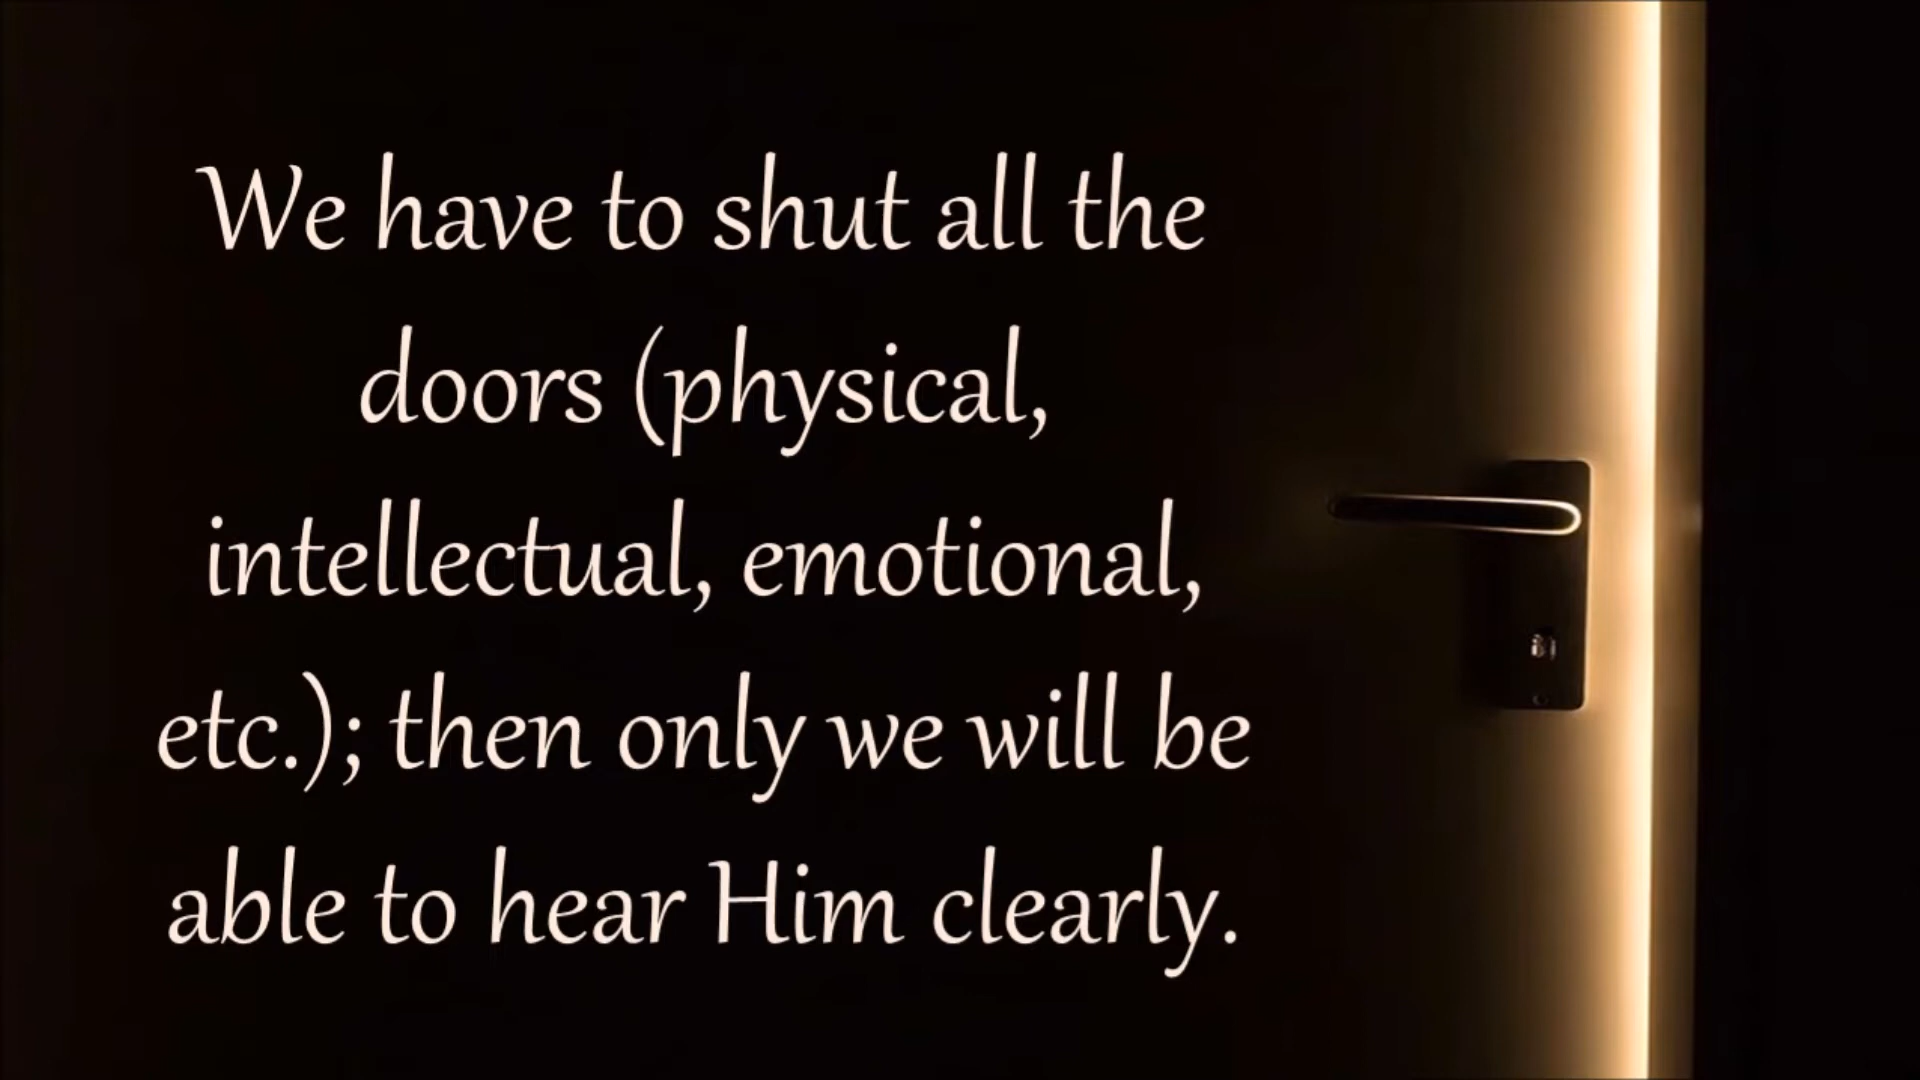 We have to shut all the
doors (physical,
intellectual, emotional,
etc.); then only we will be
able to hear Him clearly.